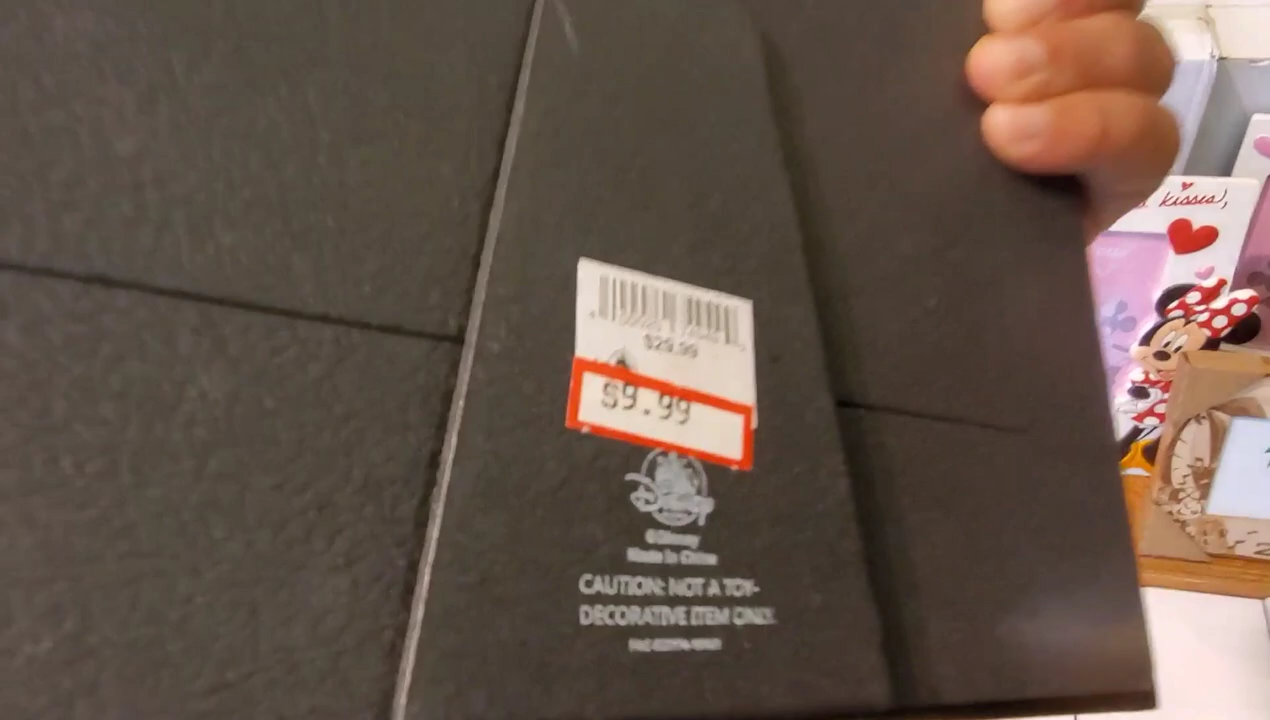 $29.99
$9.99
Disney
©Disney
Made in China
CAUTION: NOT A TOY-
DECORATIVE ITEM ONLY.
kisses,